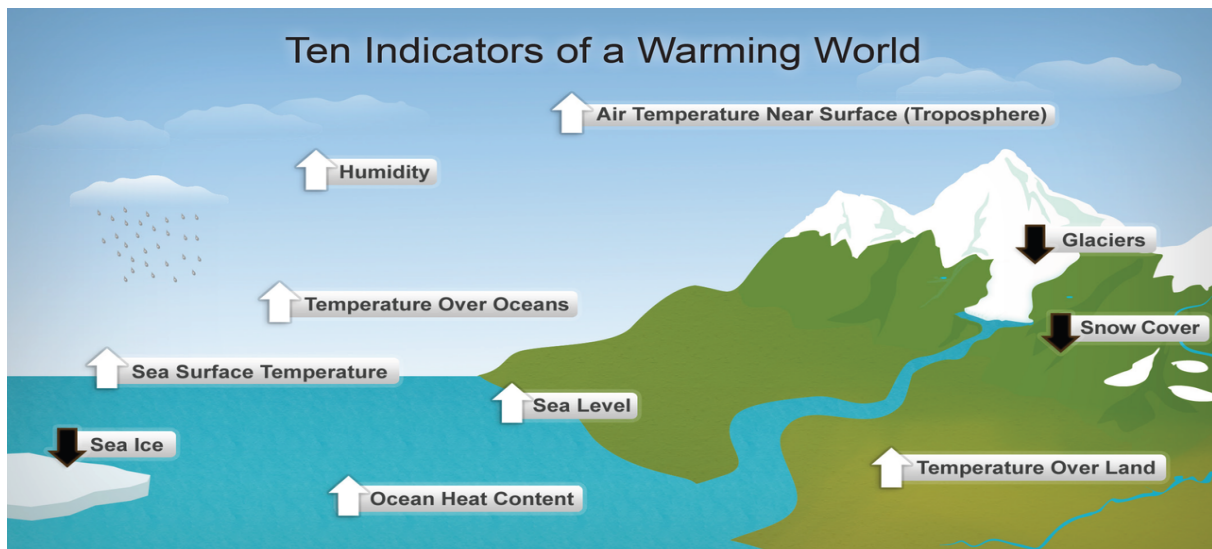 Ten Indicators of a Warming World
Air Temperature Near Surface (Troposphere)
Humidity
Glaciers
Temperature Over Oceans
Snow Cover
Sea Surface Temperature
Sea Level
Sea Ice
Temperature Over Land
Ocean Heat Content